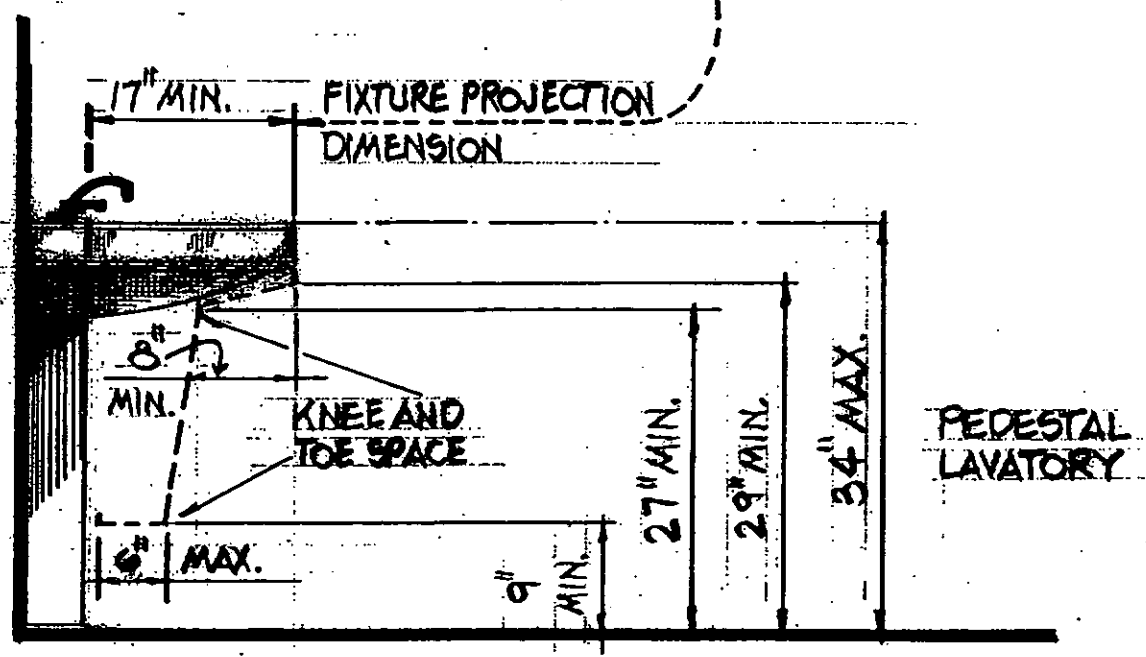 17" MIN.
FIXTURE PROJECTION
DIMENSION
8"
MIN.
KNEE AND
TOE SPACE
6" MAX.
9"
MIN.
27" MIN.
29" MIN.
34" MAX.
PEDESTAL
LAVATORY